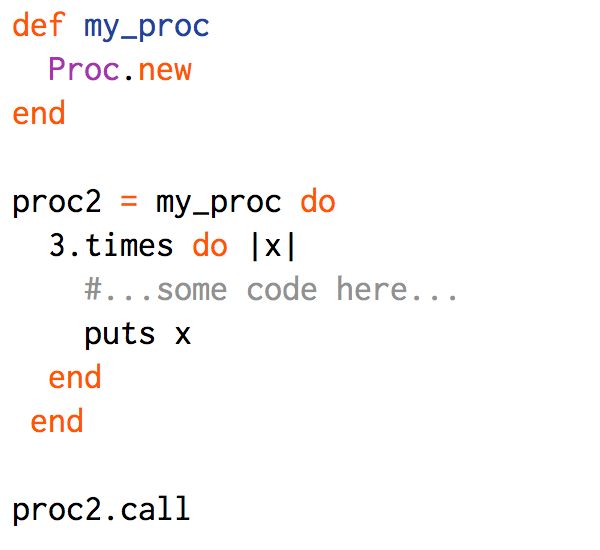 def my_proc
  Proc.new
end

proc2 = my_proc do
  3.times do |x|
    #...some code here...
    puts x
  end
 end

proc2.call